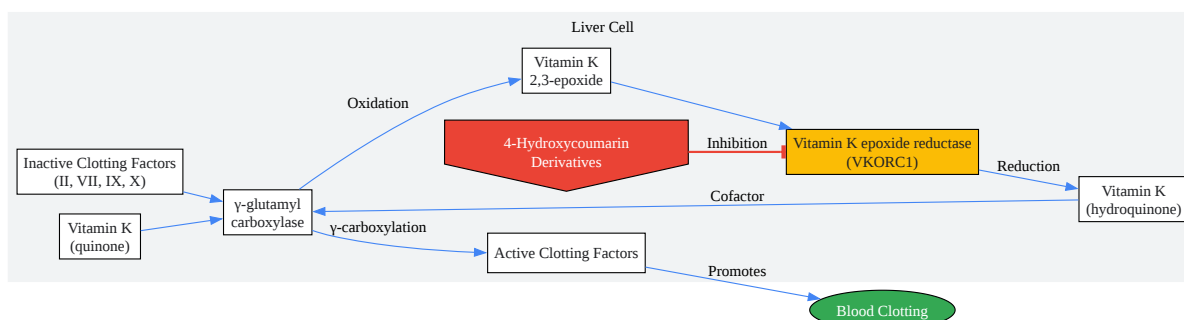 Liver Cell
Vitamin K
2,3-epoxide
Oxidation
4-Hydroxycoumarin
Derivatives
Inhibition
Vitamin K epoxide reductase
(VKORC1)
Reduction
Inactive Clotting Factors
(II, VII, IX, X)
Vitamin K
(hydroquinone)
γ-glutamyl
carboxylase
Cofactor
Vitamin K
(quinone)
γ-carboxylation
Active Clotting Factors
Promotes
Blood Clotting